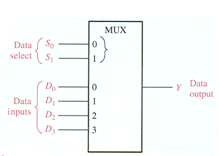 MUX
Data select { S₀ 0
S₁ 1 }
Data inputs { D₀ 0
D₁ 1
D₂ 2
D₃ 3
Y Data output